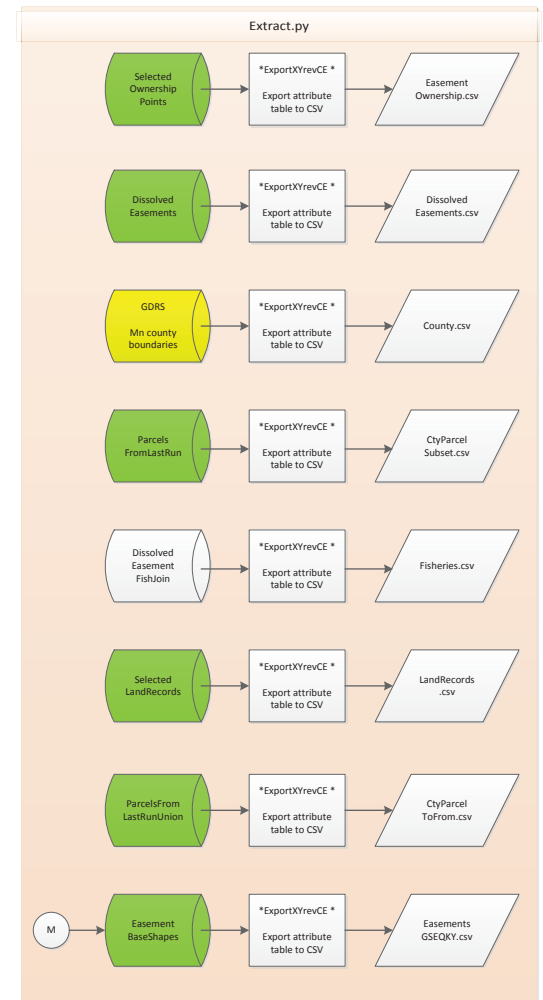 Extract.py
Selected
Ownership
Points
*ExportXYrevCE *
Export attribute
table to CSV
Easement
Ownership.csv
Dissolved
Easements
*ExportXYrevCE *
Export attribute
table to CSV
Dissolved
Easements.csv
GDRS
Mn county
boundaries
*ExportXYrevCE *
Export attribute
table to CSV
County.csv
Parcels
FromLastRun
*ExportXYrevCE *
Export attribute
table to CSV
CtyParcel
Subset.csv
Dissolved
Easement
FishJoin
*ExportXYrevCE *
Export attribute
table to CSV
Fisheries.csv
Selected
LandRecords
*ExportXYrevCE *
Export attribute
table to CSV
LandRecords
.csv
ParcelsFrom
LastRunUnion
*ExportXYrevCE *
Export attribute
table to CSV
CtyParcel
ToFrom.csv
M
Easement
BaseShapes
*ExportXYrevCE *
Export attribute
table to CSV
Easements
GSEQKY.csv